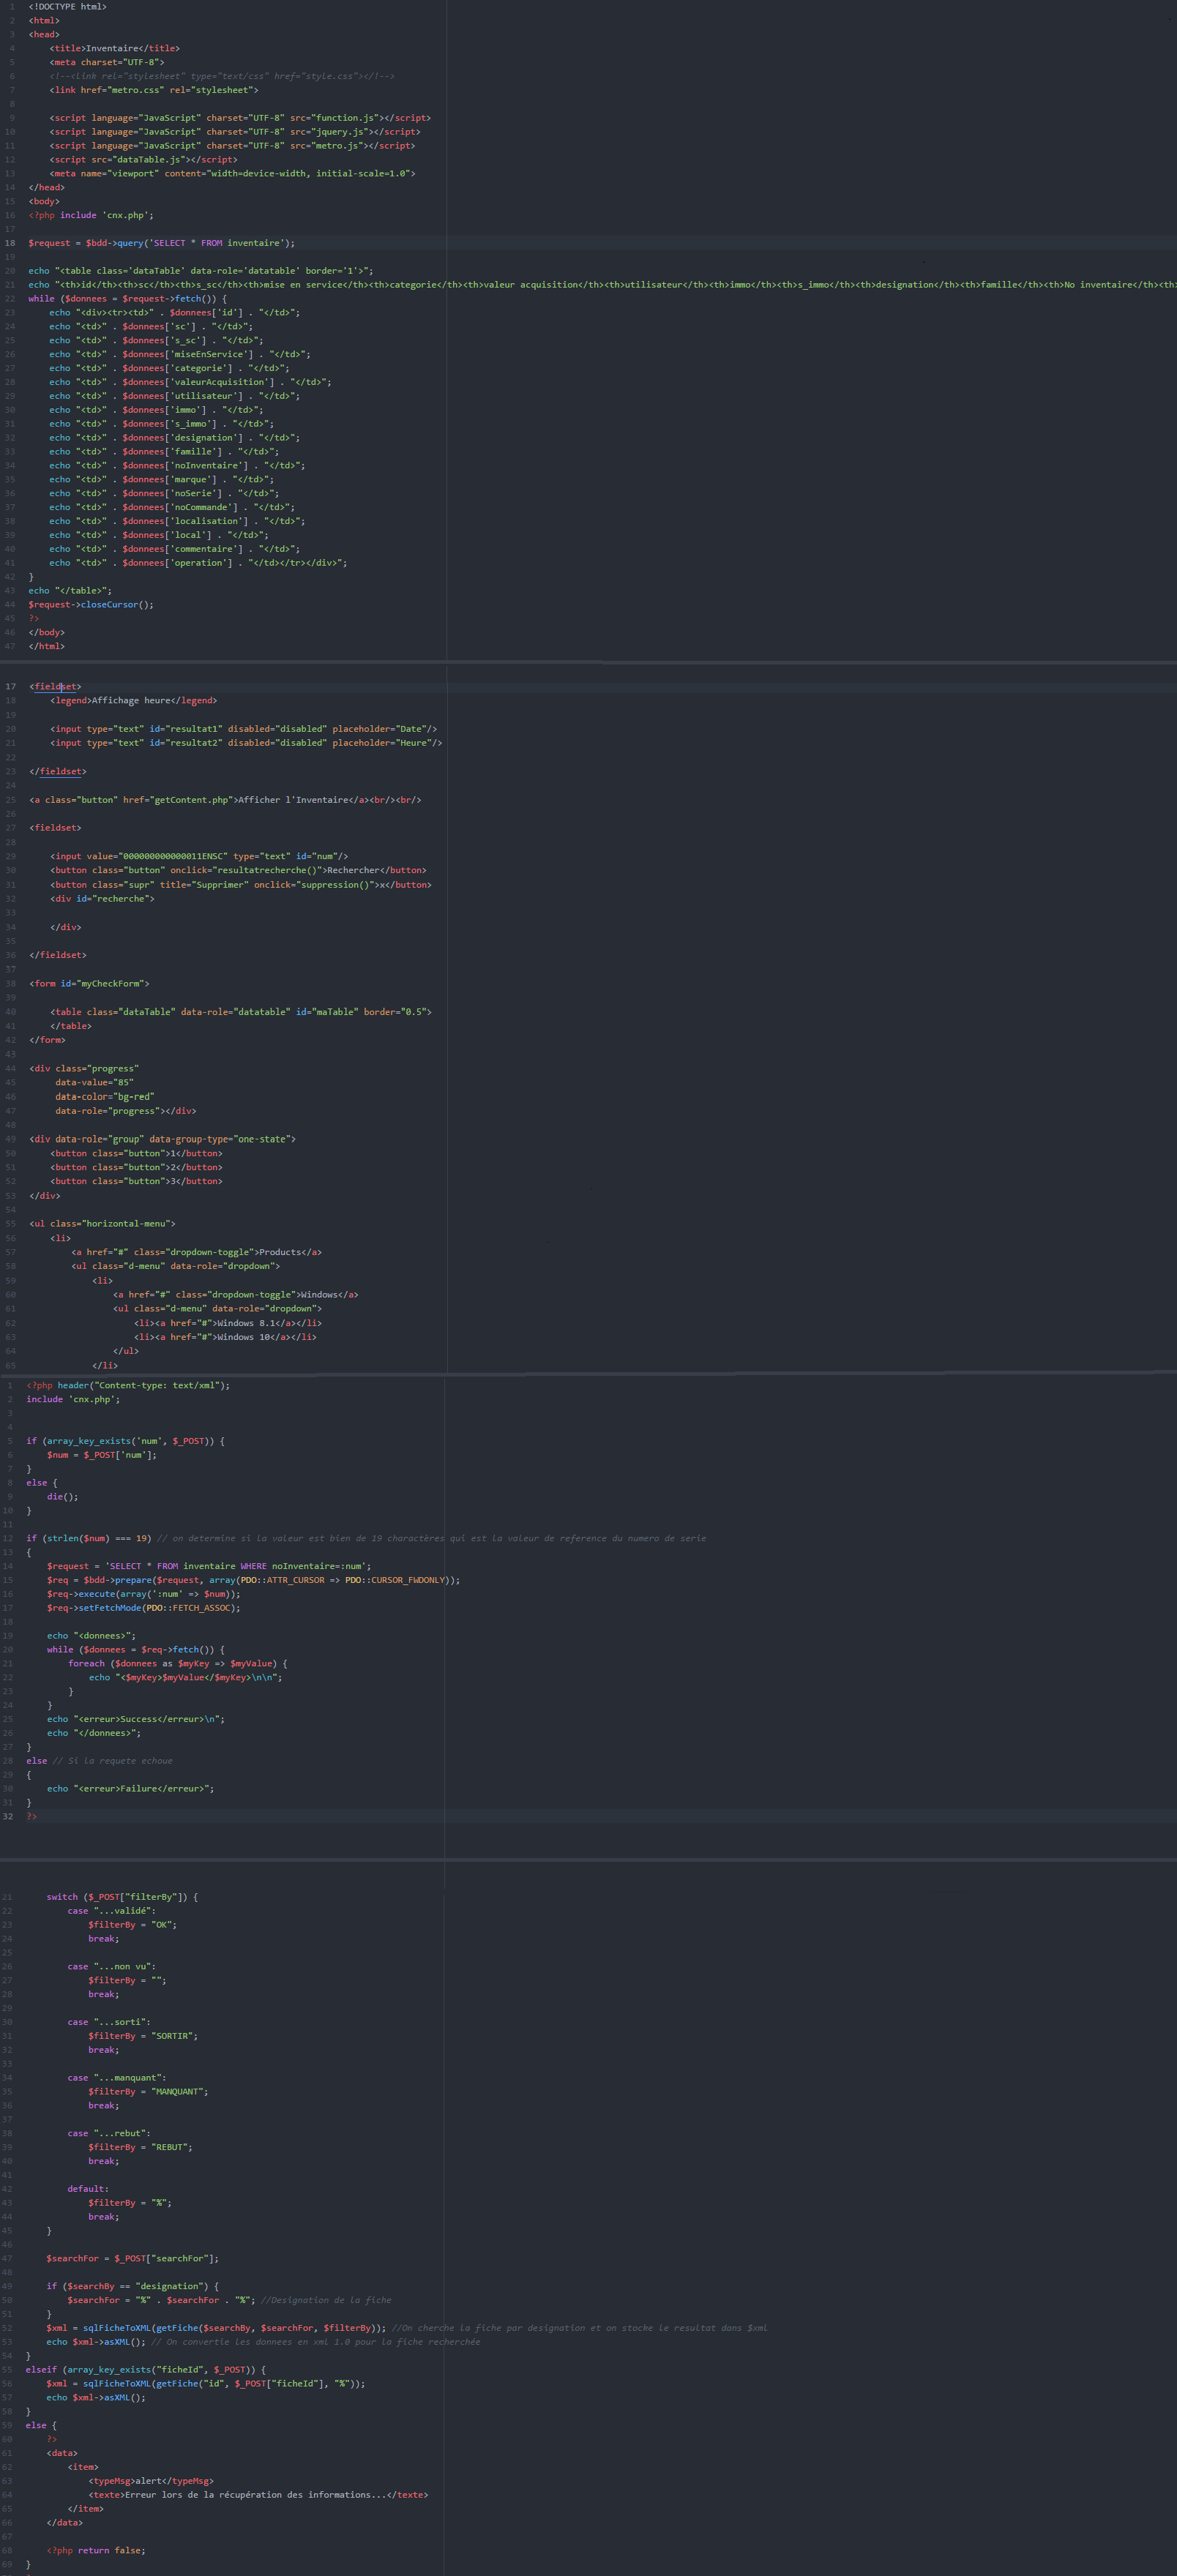 1 <!DOCTYPE html>
2 <html>
3 <head>
4 <title>Inventaire</title>
5 <meta charset="UTF-8">
6 <!--<link rel="stylesheet" type="text/css" href="style.css"></!-->
7 <link href="metro.css" rel="stylesheet">
8
9 <script language="JavaScript" charset="UTF-8" src="function.js"></script>
10 <script language="JavaScript" charset="UTF-8" src="jquery.js"></script>
11 <script language="JavaScript" charset="UTF-8" src="metro.js"></script>
12 <script src="dataTable.js"></script>
13 <meta name="viewport" content="width=device-width, initial-scale=1.0">
14 </head>
15 <body>
16 <?php include 'cnx.php';
17
18 $request = $bdd->query('SELECT * FROM inventaire');
19
20 echo "<table class='dataTable' data-role='datatable' border='1'>";
21 echo "<th>id</th><th>sc</th><th>s_sc</th><th>mise en service</th><th>categorie</th><th>valeur acquisition</th><th>utilisateur</th><th>immo</th><th>s_immo</th><th>designation</th><th>famille</th><th>No inventaire</th><th>
22 while ($donnees = $request->fetch()) {
23 echo "<div><tr><td>" . $donnees['id'] . "</td>";
24 echo "<td>" . $donnees['sc'] . "</td>";
25 echo "<td>" . $donnees['s_sc'] . "</td>";
26 echo "<td>" . $donnees['miseEnService'] . "</td>";
27 echo "<td>" . $donnees['categorie'] . "</td>";
28 echo "<td>" . $donnees['valeurAcquisition'] . "</td>";
29 echo "<td>" . $donnees['utilisateur'] . "</td>";
30 echo "<td>" . $donnees['immo'] . "</td>";
31 echo "<td>" . $donnees['s_immo'] . "</td>";
32 echo "<td>" . $donnees['designation'] . "</td>";
33 echo "<td>" . $donnees['famille'] . "</td>";
34 echo "<td>" . $donnees['noInventaire'] . "</td>";
35 echo "<td>" . $donnees['marque'] . "</td>";
36 echo "<td>" . $donnees['noSerie'] . "</td>";
37 echo "<td>" . $donnees['noCommande'] . "</td>";
38 echo "<td>" . $donnees['localisation'] . "</td>";
39 echo "<td>" . $donnees['local'] . "</td>";
40 echo "<td>" . $donnees['commentaire'] . "</td>";
41 echo "<td>" . $donnees['operation'] . "</td></tr></div>";
42 }
43 echo "</table>";
44 $request->closeCursor();
45 ?>
46 </body>
47 </html>
17 <fieldset>
18 <legend>Affichage heure</legend>
19
20 <input type="text" id="resultat1" disabled="disabled" placeholder="Date"/>
21 <input type="text" id="resultat2" disabled="disabled" placeholder="Heure"/>
22
23 </fieldset>
24
25 <a class="button" href="getContent.php">Afficher l'Inventaire</a><br/><br/>
26
27 <fieldset>
28
29 <input value="000000000000011ENSC" type="text" id="num"/>
30 <button class="button" onclick="resultatrecherche()">Rechercher</button>
31 <button class="supr" title="Supprimer" onclick="suppression()">x</button>
32 <div id="recherche">
33
34 </div>
35
36 </fieldset>
37
38 <form id="myCheckForm">
39
40 <table class="dataTable" data-role="datatable" id="maTable" border="0.5">
41 </table>
42 </form>
43
44 <div class="progress"
45 data-value="85"
46 data-color="bg-red"
47 data-role="progress"></div>
48
49 <div data-role="group" data-group-type="one-state">
50 <button class="button">1</button>
51 <button class="button">2</button>
52 <button class="button">3</button>
53 </div>
54
55 <ul class="horizontal-menu">
56 <li>
57 <a href="#" class="dropdown-toggle">Products</a>
58 <ul class="d-menu" data-role="dropdown">
59 <li>
60 <a href="#" class="dropdown-toggle">Windows</a>
61 <ul class="d-menu" data-role="dropdown">
62 <li><a href="#">Windows 8.1</a></li>
63 <li><a href="#">Windows 10</a></li>
64 </ul>
65 </li>
1 <?php header("Content-type: text/xml");
2 include 'cnx.php';
3
4
5 if (array_key_exists('num', $_POST)) {
6 $num = $_POST['num'];
7 }
8 else {
9 die();
10 }
11
12 if (strlen($num) === 19) // on determine si la valeur est bien de 19 charactères qui est la valeur de reference du numero de serie
13 {
14 $request = 'SELECT * FROM inventaire WHERE noInventaire=:num';
15 $req = $bdd->prepare($request, array(PDO::ATTR_CURSOR => PDO::CURSOR_FWDONLY));
16 $req->execute(array(':num' => $num));
17 $req->setFetchMode(PDO::FETCH_ASSOC);
18
19 echo "<donnees>";
20 while ($donnees = $req->fetch()) {
21 foreach ($donnees as $myKey => $myValue) {
22 echo "<$myKey>$myValue</$myKey>\n\n";
23 }
24 }
25 echo "<erreur>Success</erreur>\n";
26 echo "</donnees>";
27 }
28 else // Si la requete echoue
29 {
30 echo "<erreur>Failure</erreur>";
31 }
32 ?>
21 switch ($_POST["filterBy"]) {
22 case "...validé":
23 $filterBy = "OK";
24 break;
25
26 case "...non vu":
27 $filterBy = "";
28 break;
29
30 case "...sorti":
31 $filterBy = "SORTIR";
32 break;
33
34 case "...manquant":
35 $filterBy = "MANQUANT";
36 break;
37
38 case "...rebut":
39 $filterBy = "REBUT";
40 break;
41
42 default:
43 $filterBy = "%";
44 break;
45 }
46
47 $searchFor = $_POST["searchFor"];
48
49 if ($searchBy == "designation") {
50 $searchFor = "%" . $searchFor . "%"; //Designation de la fiche
51 }
52 $xml = sqlFicheToXML(getFiche($searchBy, $searchFor, $filterBy)); //On cherche la fiche par designation et on stocke le resultat dans $xml
53 echo $xml->asXML(); // On convertie les donnees en xml 1.0 pour la fiche recherchée
54 }
55 elseif (array_key_exists("ficheId", $_POST)) {
56 $xml = sqlFicheToXML(getFiche("id", $_POST["ficheId"], "%"));
57 echo $xml->asXML();
58 }
59 else {
60 ?>
61 <data>
62 <item>
63 <typeMsg>alert</typeMsg>
64 <texte>Erreur lors de la récupération des informations...</texte>
65 </item>
66 </data>
67
68 <?php return false;
69 }